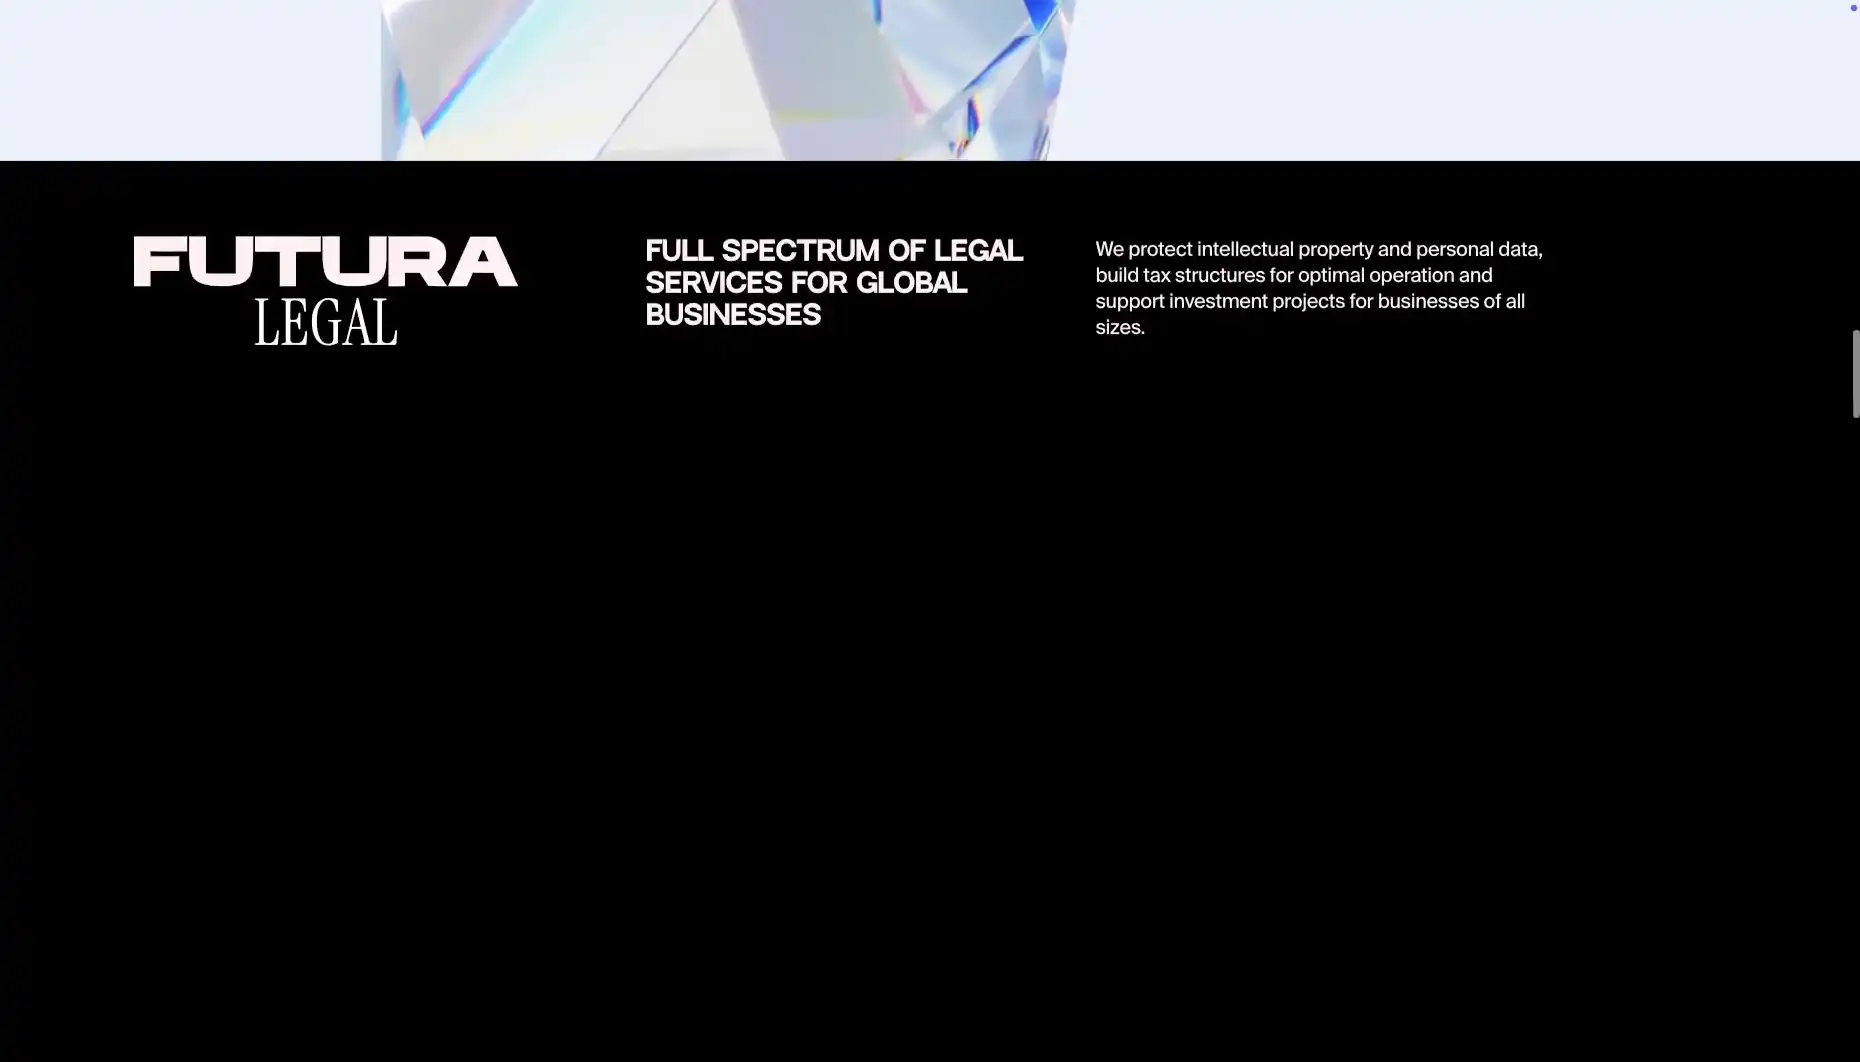 FUTURA
LEGAL
FULL SPECTRUM OF LEGAL
SERVICES FOR GLOBAL
BUSINESSES
We protect intellectual property and personal data,
build tax structures for optimal operation and
support investment projects for businesses of all
sizes.